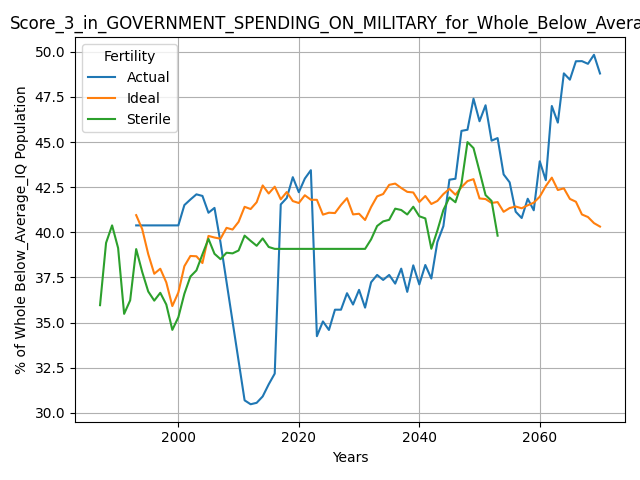 Score_3_in_GOVERNMENT_SPENDING_ON_MILITARY_for_Whole_Below_Avera
Fertility
Actual
Ideal
Sterile
% of Whole Below_Average_IQ Population
50.0
47.5
45.0
42.5
40.0
37.5
35.0
32.5
30.0
2000 2020 2040 2060
Years